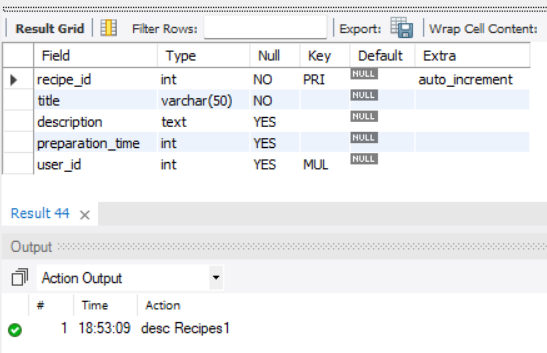 Result Grid Filter Rows: Export: Wrap Cell Content:
Field Type Null Key Default Extra
recipe_id int NO PRI NULL auto_increment
title varchar(50) NO NULL
description text YES NULL
preparation_time int YES NULL
user_id int YES MUL NULL
Result 44 ×
Output
Action Output
# Time Action
1 18:53:09 desc Recipes1